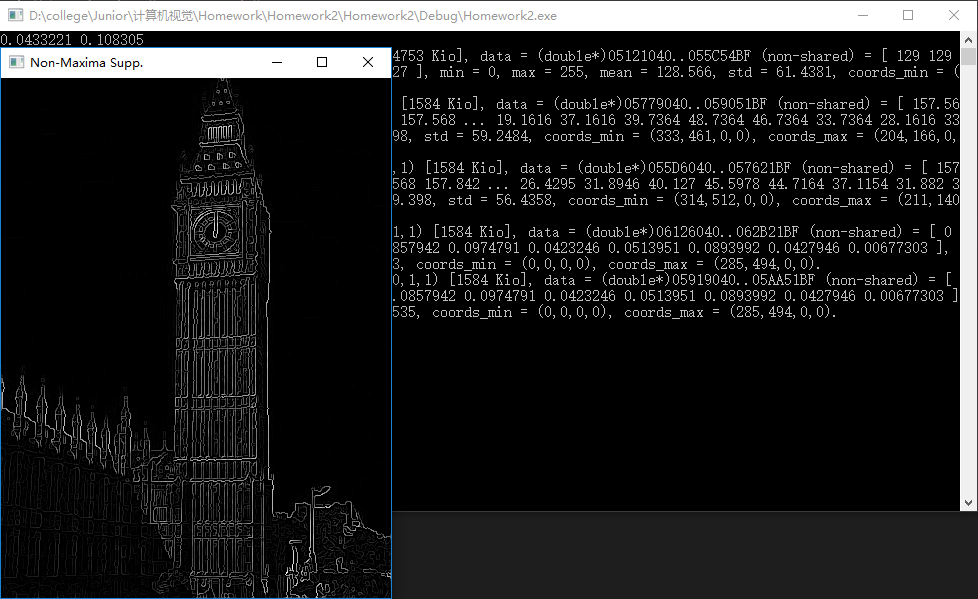 D:\college\Junior\计算机视觉\Homework\Homework2\Homework2\Debug\Homework2.exe
0.0433221 0.108305
Non-Maxima Supp.
4753 Kio], data = (double*)05121040..055C54BF (non-shared) = [ 129 129
27 ], min = 0, max = 255, mean = 128.566, std = 61.4381, coords_min = (
[1584 Kio], data = (double*)05779040..059051BF (non-shared) = [ 157.56
157.568 ... 19.1616 37.1616 39.7364 48.7364 46.7364 33.7364 28.1616 33
98, std = 59.2484, coords_min = (333,461,0,0), coords_max = (204,166,0,
,1) [1584 Kio], data = (double*)055D6040..057621BF (non-shared) = [ 157
568 157.842 ... 26.4295 31.8946 40.127 45.5978 44.7164 37.1154 31.882 3
9.398, std = 56.4358, coords_min = (314,512,0,0), coords_max = (211,140
1,1) [1584 Kio], data = (double*)06126040..062B21BF (non-shared) = [ 0
857942 0.0974791 0.0423246 0.0513951 0.0893992 0.0427946 0.00677303 ],
3, coords_min = (0,0,0,0), coords_max = (285,494,0,0).
0,1,1) [1584 Kio], data = (double*)05919040..05AA51BF (non-shared) = [
.0857942 0.0974791 0.0423246 0.0513951 0.0893992 0.0427946 0.00677303 ]
535, coords_min = (0,0,0,0), coords_max = (285,494,0,0).